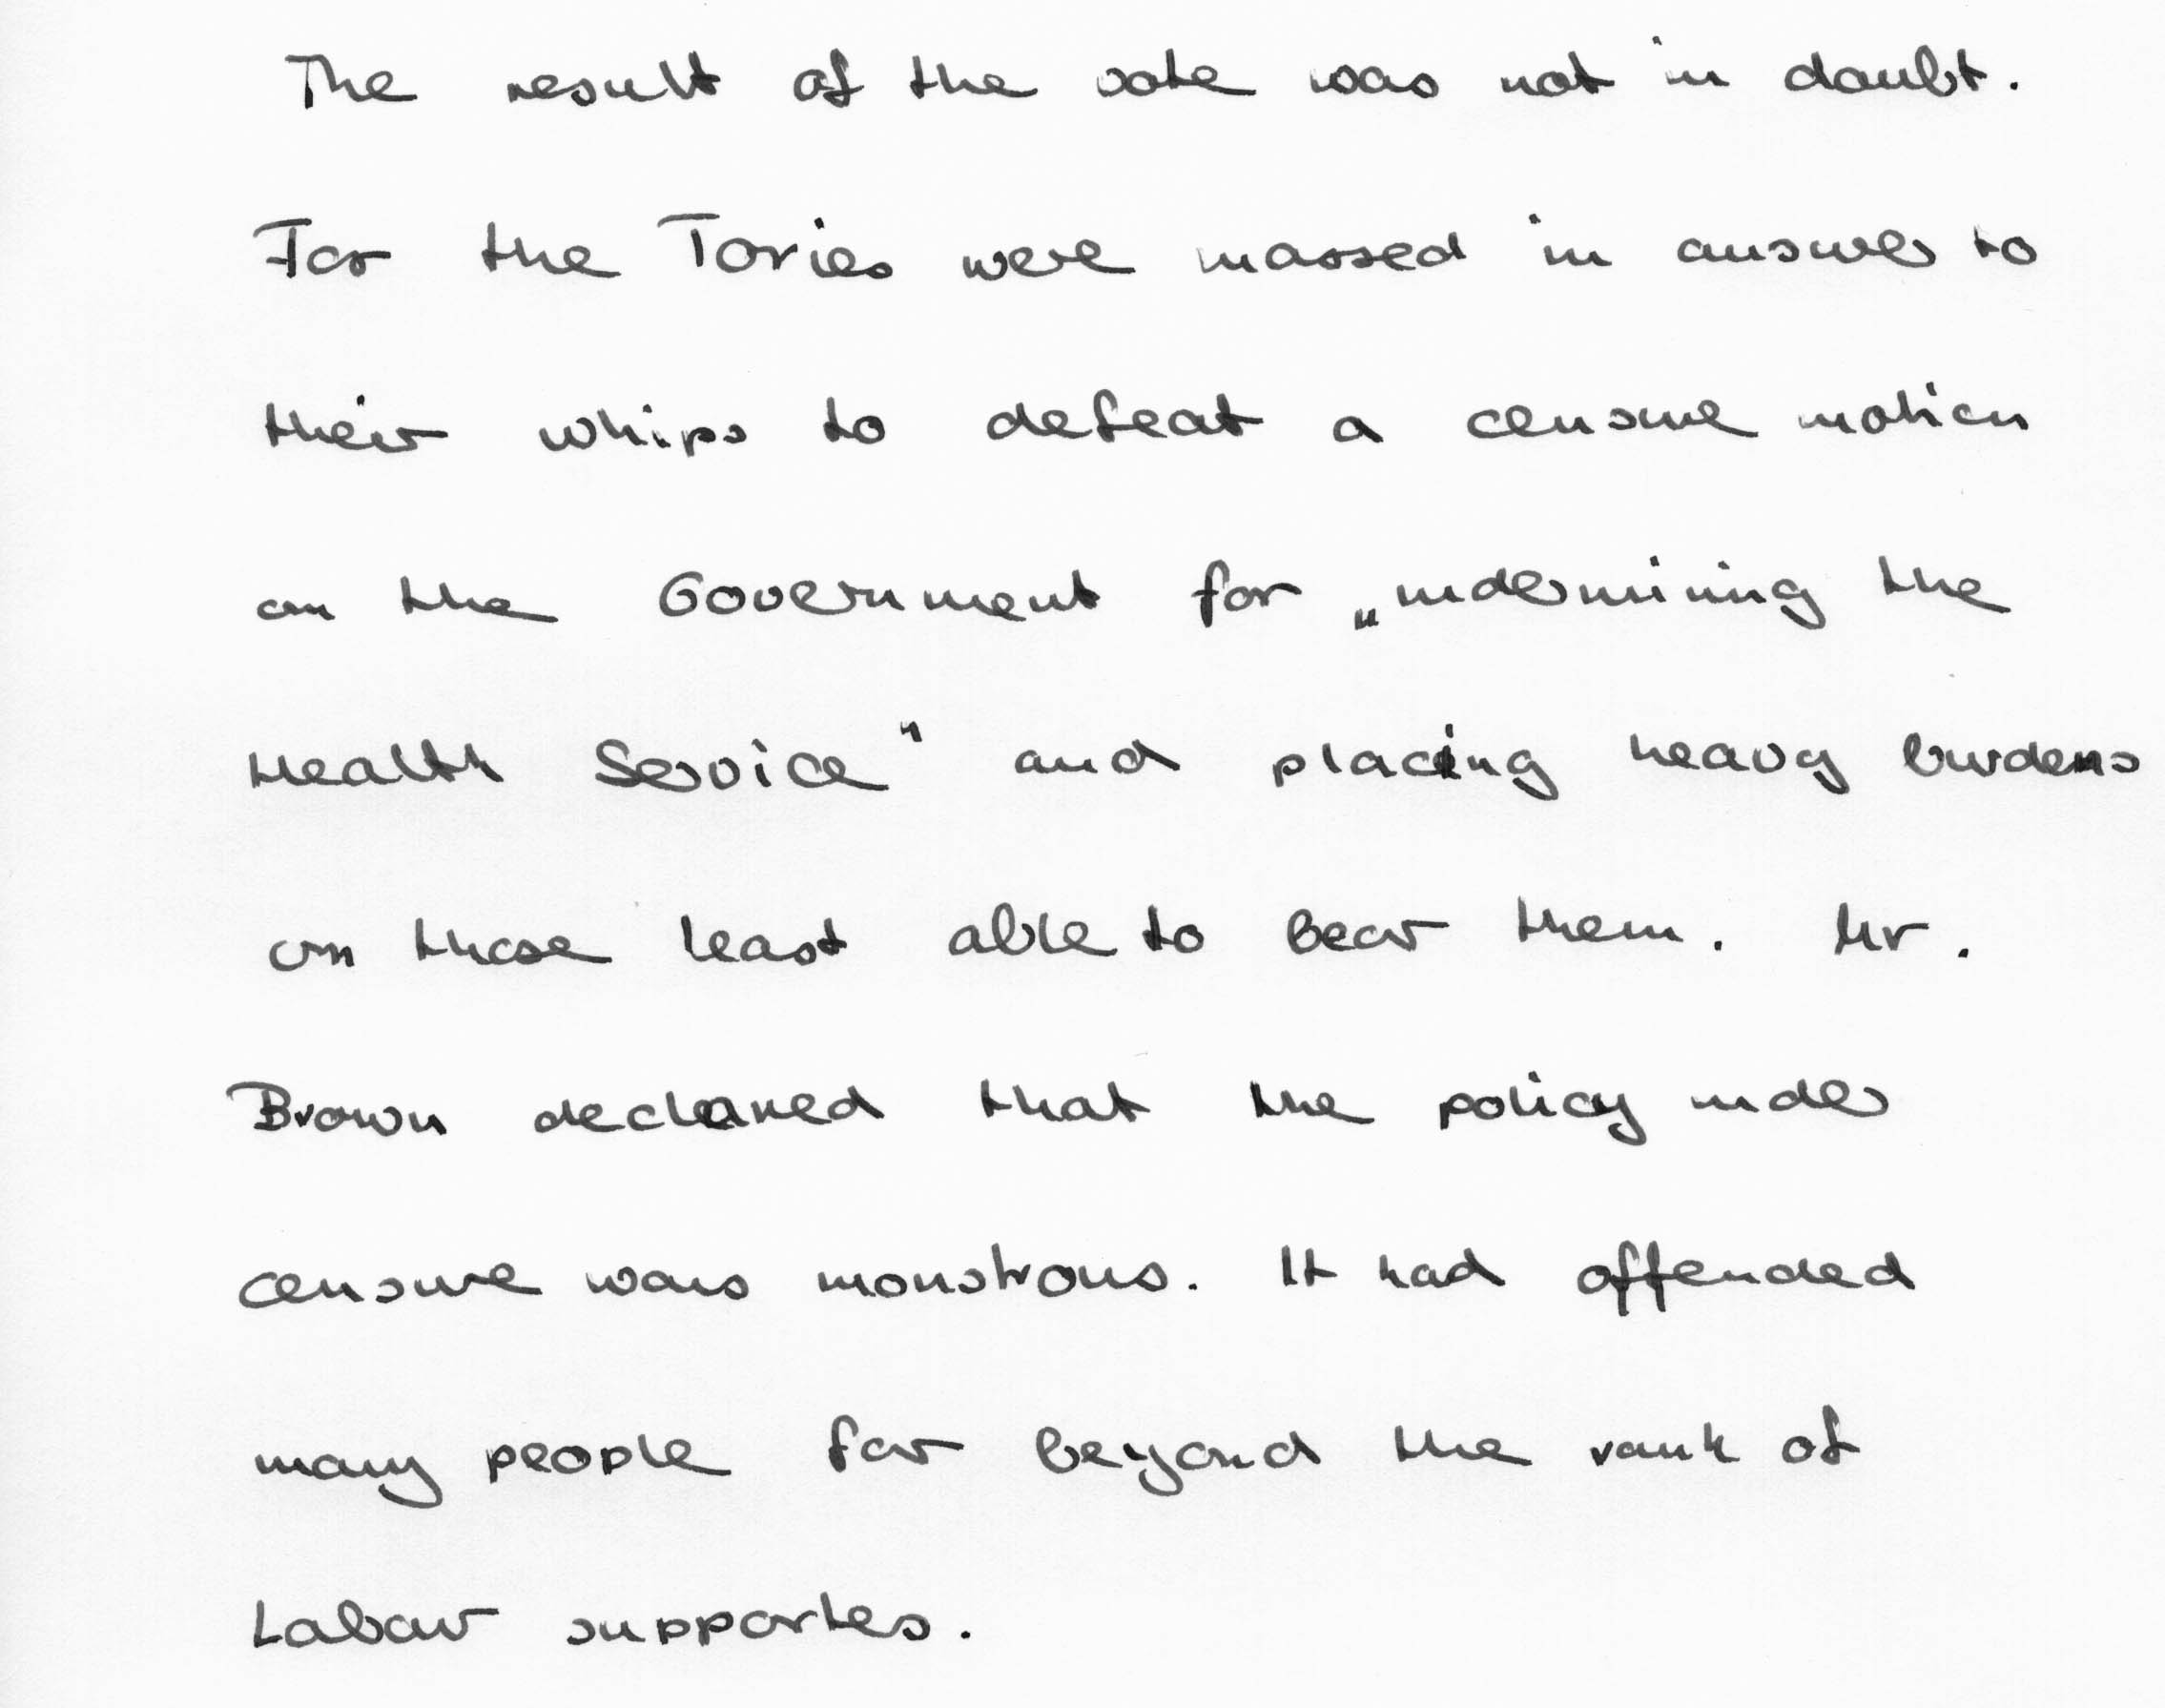 The result of the vote was not in doubt.
For the Tories were massed in answer to
their whips to defeat a censure motion
on the Government for „undermining the
Health Service" and placing heavy burdens
on those least able to bear them. Mr.
Brown declared that the policy under
censure was monstrous. It had offended
many people far beyond the rank of
Labour supporters.